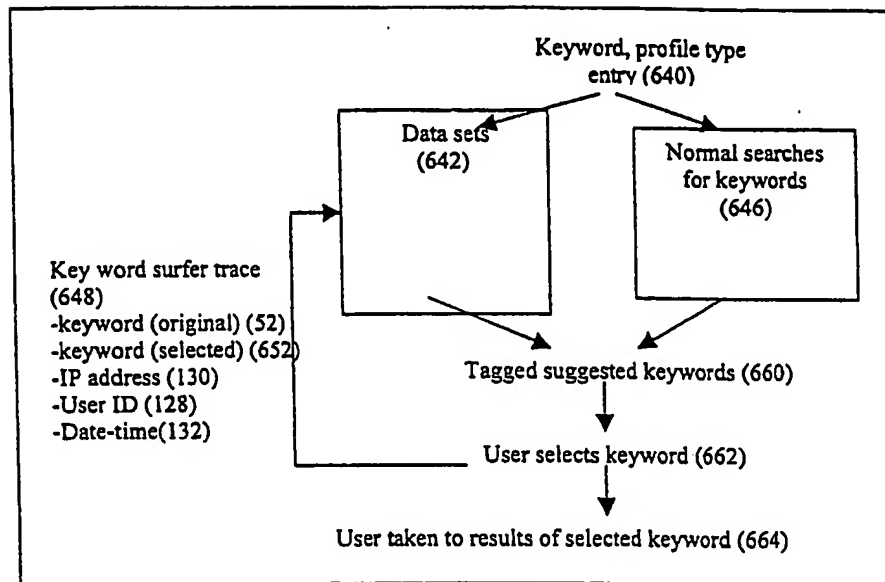 Keyword, profile type
entry (640)
Data sets
(642)
Normal searches
for keywords
(646)
Key word surfer trace
(648)
-keyword (original) (52)
-keyword (selected) (652)
-IP address (130)
-User ID (128)
-Date-time(132)
Tagged suggested keywords (660)
User selects keyword (662)
User taken to results of selected keyword (664)